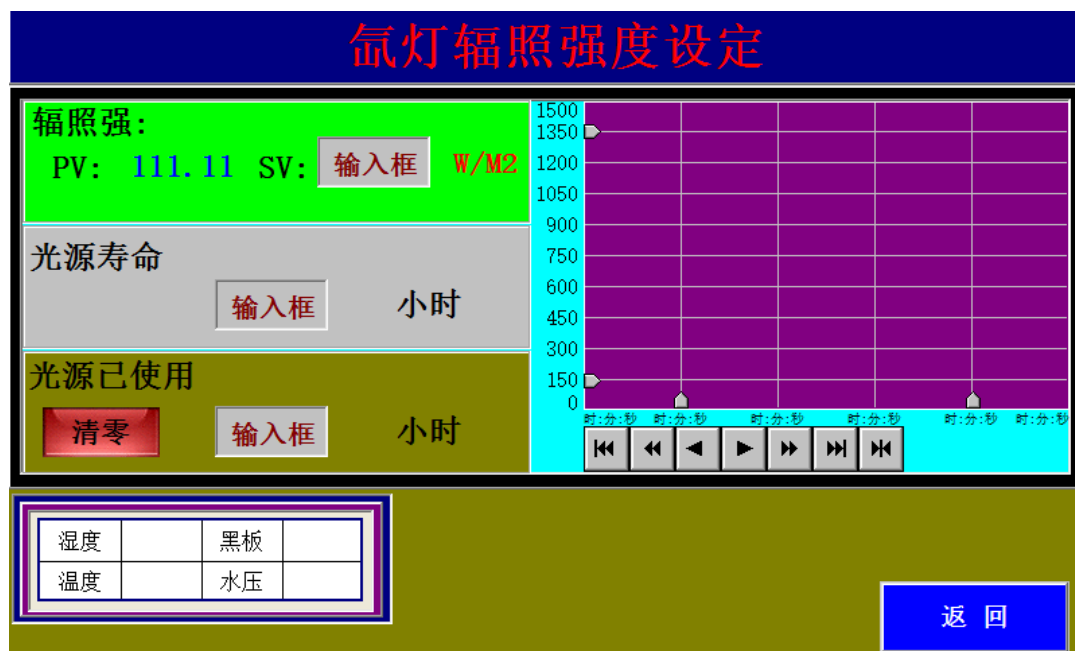 氙灯辐照强度设定
辐照强:
PV: 111.11 SV: 输入框 W/M2
光源寿命
输入框 小时
光源已使用
清零 输入框 小时
1500
1350
1200
1050
900
750
600
450
300
150
0
时:分:秒 时:分:秒 时:分:秒 时:分:秒 时:分:秒 时:分:秒
湿度 黑板
温度 水压
返 回